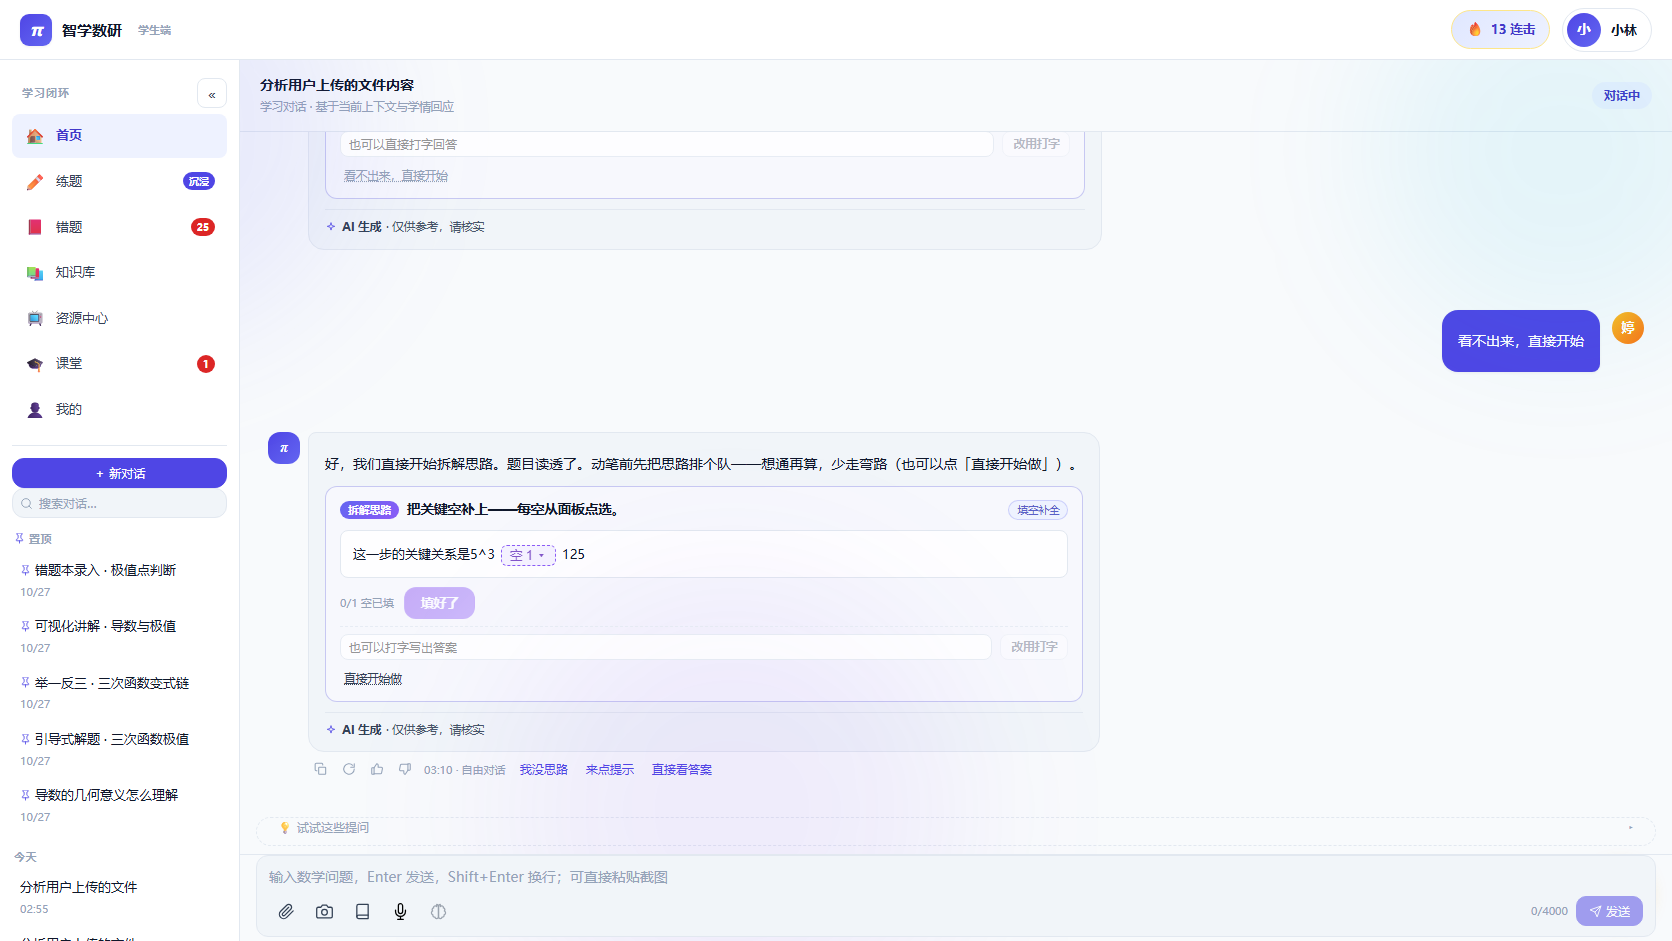 π 智学数研 学生端
13 连击
小 小林
学习闭环 «
首页
练题 沉浸
错题 25
知识库
资源中心
课堂 1
我的
+ 新对话
搜索对话...
置顶
错题本录入 · 极值点判断
10/27
可视化讲解 · 导数与极值
10/27
举一反三 · 三次函数变式链
10/27
引导式解题 · 三次函数极值
10/27
导数的几何意义怎么理解
10/27
今天
分析用户上传的文件
02:55
分析用户上传的文件内容
学习对话 · 基于当前上下文与学情回应
对话中
也可以直接打字回答 改用打字
看不出来，直接开始
AI 生成 · 仅供参考，请核实
看不出来，直接开始 婷
π
好，我们直接开始拆解思路。题目读透了。动笔前先把思路排个队——想通再算，少走弯路（也可以点「直接开始做」）。
拆解思路 把关键空补上——每空从面板点选。 填空补全
这一步的关键关系是5^3 空 1 125
0/1 空已填 填好了
也可以打字写出答案 改用打字
直接开始做
AI 生成 · 仅供参考，请核实
03:10 · 自由对话 我没思路 来点提示 直接看答案
试试这些提问
输入数学问题，Enter 发送，Shift+Enter 换行；可直接粘贴截图
0/4000 发送